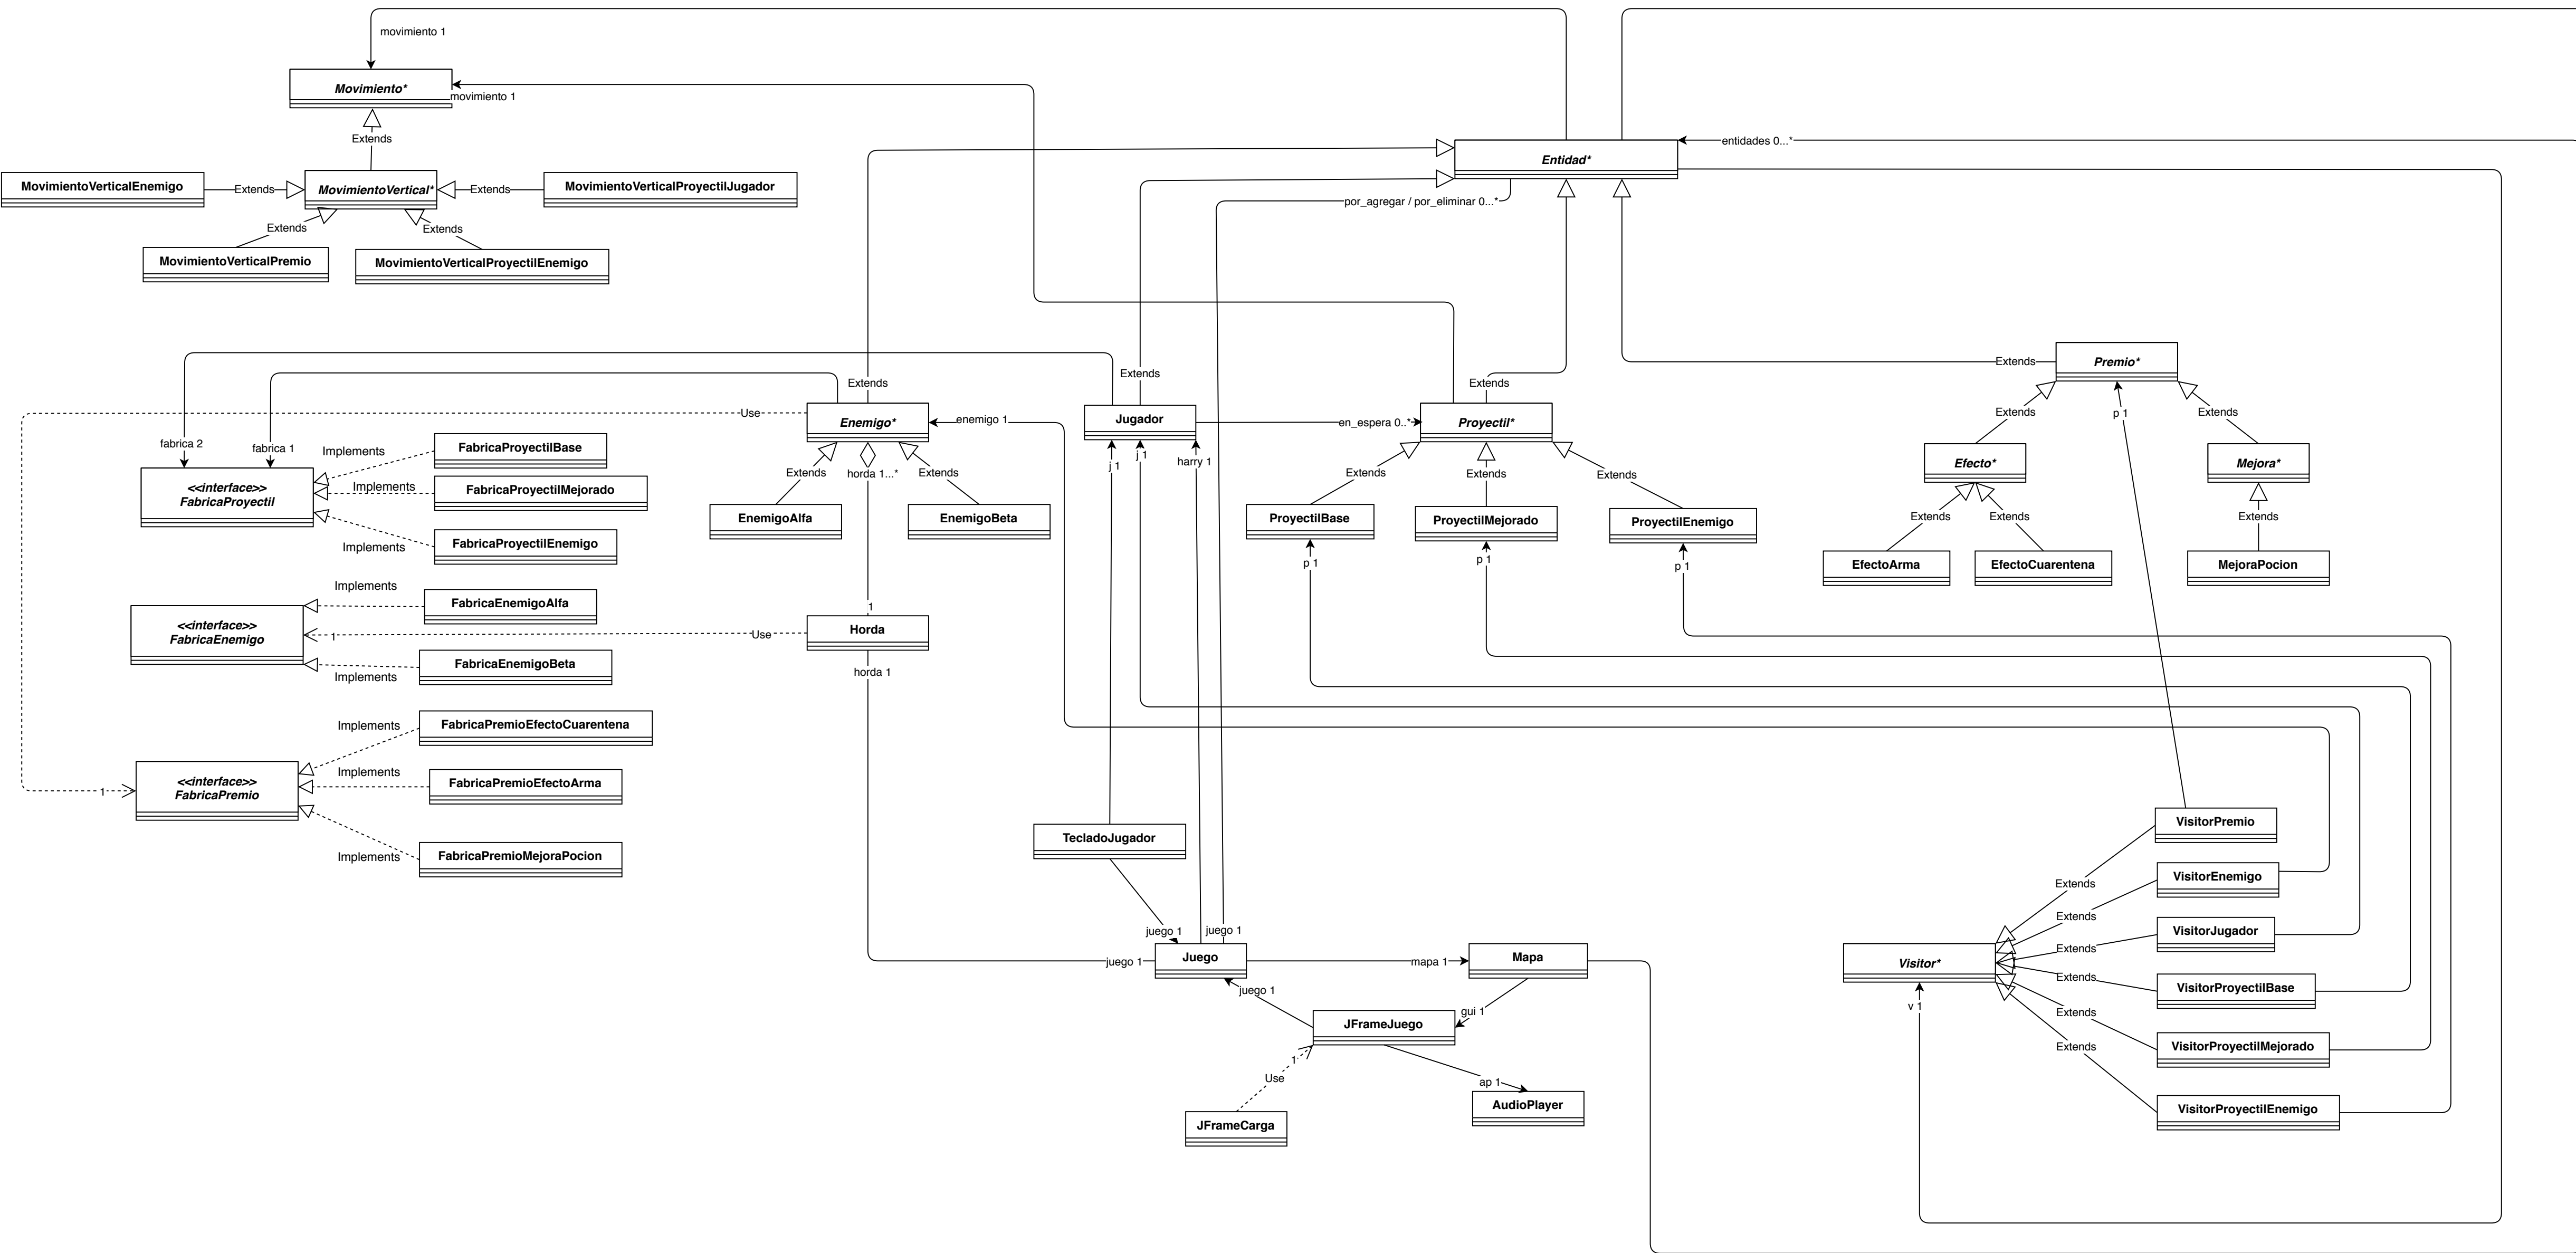 movimiento 1
Movimiento*
movimiento 1
Extends
Entidad*
entidades 0...*
MovimientoVerticalEnemigo
Extends
MovimientoVertical*
Extends
MovimientoVerticalProyectilJugador
por_agregar / por_eliminar 0...*
Extends
Extends
MovimientoVerticalPremio
MovimientoVerticalProyectilEnemigo
Extends
Extends
Extends
Extends
Premio*
Use
Enemigo*
enemigo 1
Jugador
en_espera 0..*
Proyectil*
Extends
p 1
Extends
fabrica 2
fabrica 1
Implements
FabricaProyectilBase
Extends
horda 1...*
Extends
j 1
j 1
harry 1
Extends
Extends
Extends
Efecto*
Mejora*
<<interface>>
FabricaProyectil
Implements
FabricaProyectilMejorado
EnemigoAlfa
EnemigoBeta
ProyectilBase
ProyectilMejorado
ProyectilEnemigo
Extends
Extends
Extends
Implements
FabricaProyectilEnemigo
p 1
p 1
p 1
EfectoArma
EfectoCuarentena
MejoraPocion
Implements
FabricaEnemigoAlfa
1
<<interface>>
FabricaEnemigo
1
Use
Horda
Implements
FabricaEnemigoBeta
horda 1
Implements
FabricaPremioEfectoCuarentena
Implements
FabricaPremioEfectoArma
1
<<interface>>
FabricaPremio
Implements
FabricaPremioMejoraPocion
TecladoJugador
VisitorPremio
Extends
VisitorEnemigo
Extends
juego 1
juego 1
VisitorJugador
Extends
juego 1
Juego
mapa 1
Mapa
Visitor*
Extends
VisitorProyectilBase
juego 1
gui 1
v 1
Extends
JFrameJuego
Extends
VisitorProyectilMejorado
1
Use
ap 1
AudioPlayer
VisitorProyectilEnemigo
JFrameCarga